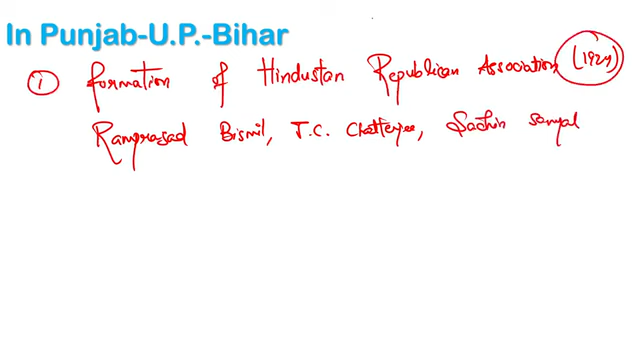 In Punjab-U.P.-Bihar
① formation of Hindustan Republican Association (1924)
Ramprasad Bismil, J.C. Chatterjee, Sachin Sanyal